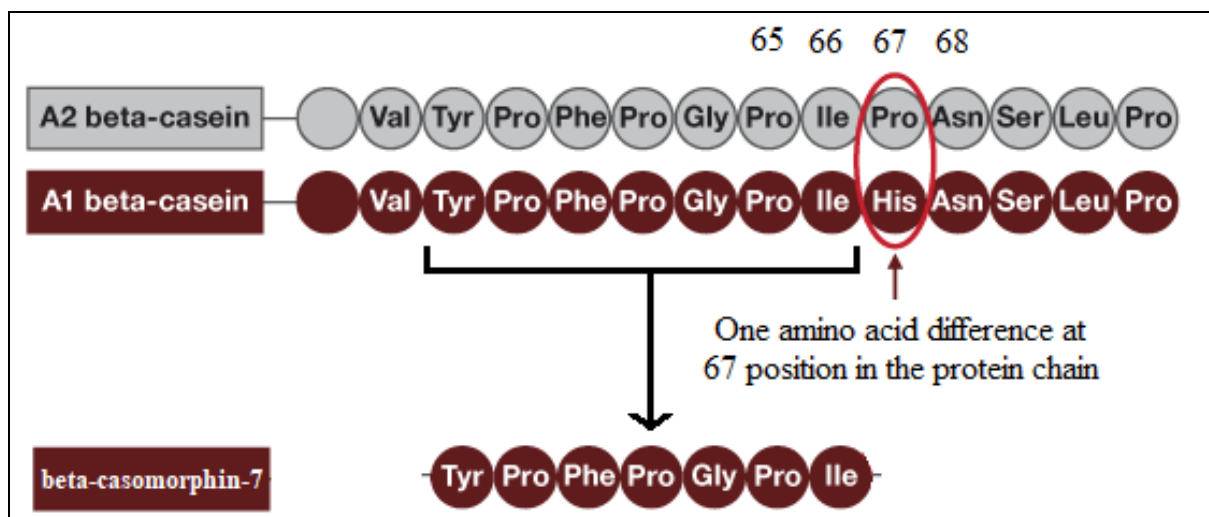 65 66 67 68
A2 beta-casein Val Tyr Pro Phe Pro Gly Pro Ile Pro Asn Ser Leu Pro
A1 beta-casein Val Tyr Pro Phe Pro Gly Pro Ile His Asn Ser Leu Pro
One amino acid difference at
67 position in the protein chain
beta-casomorphin-7 Tyr Pro Phe Pro Gly Pro Ile